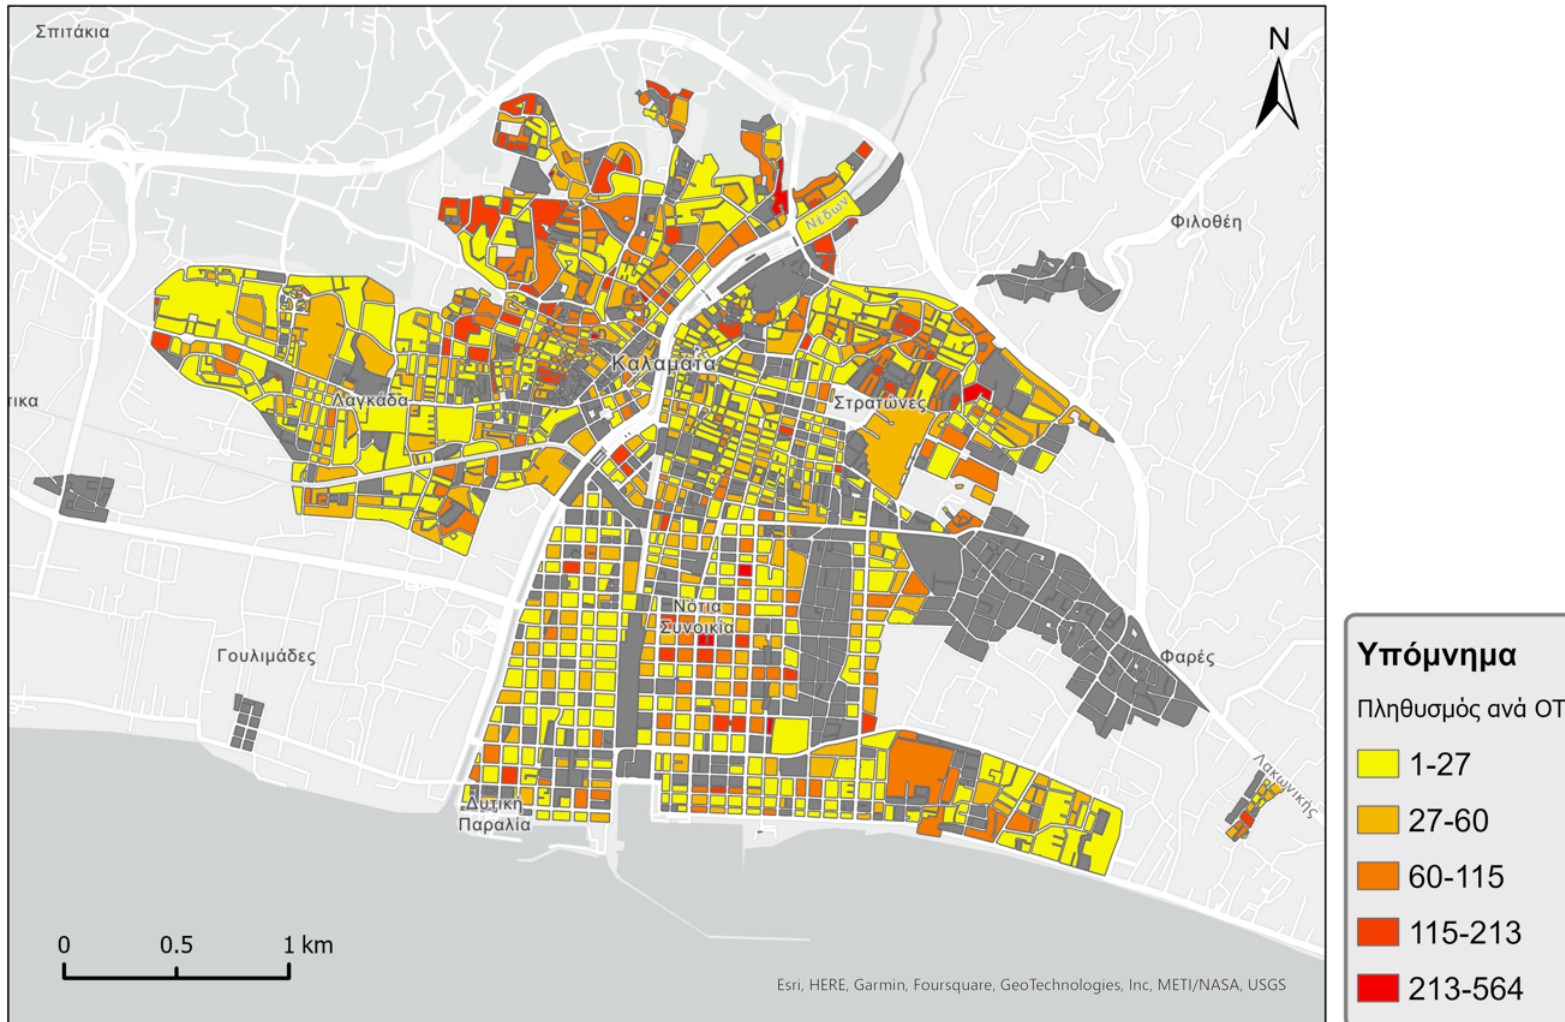 Σπιτάκια
N
Φιλοθέη
Νέδων
Καλαμάτα
Λαγκάδα
Στρατώνες
τικα
Νότια
Συνοικία
Γουλιμάδες
Φαρές
Λακωνικής
Δυτική
Παραλία
0 0.5 1 km
Esri, HERE, Garmin, Foursquare, GeoTechnologies, Inc, METI/NASA, USGS
Υπόμνημα
Πληθυσμός ανά ΟΤ
1-27
27-60
60-115
115-213
213-564